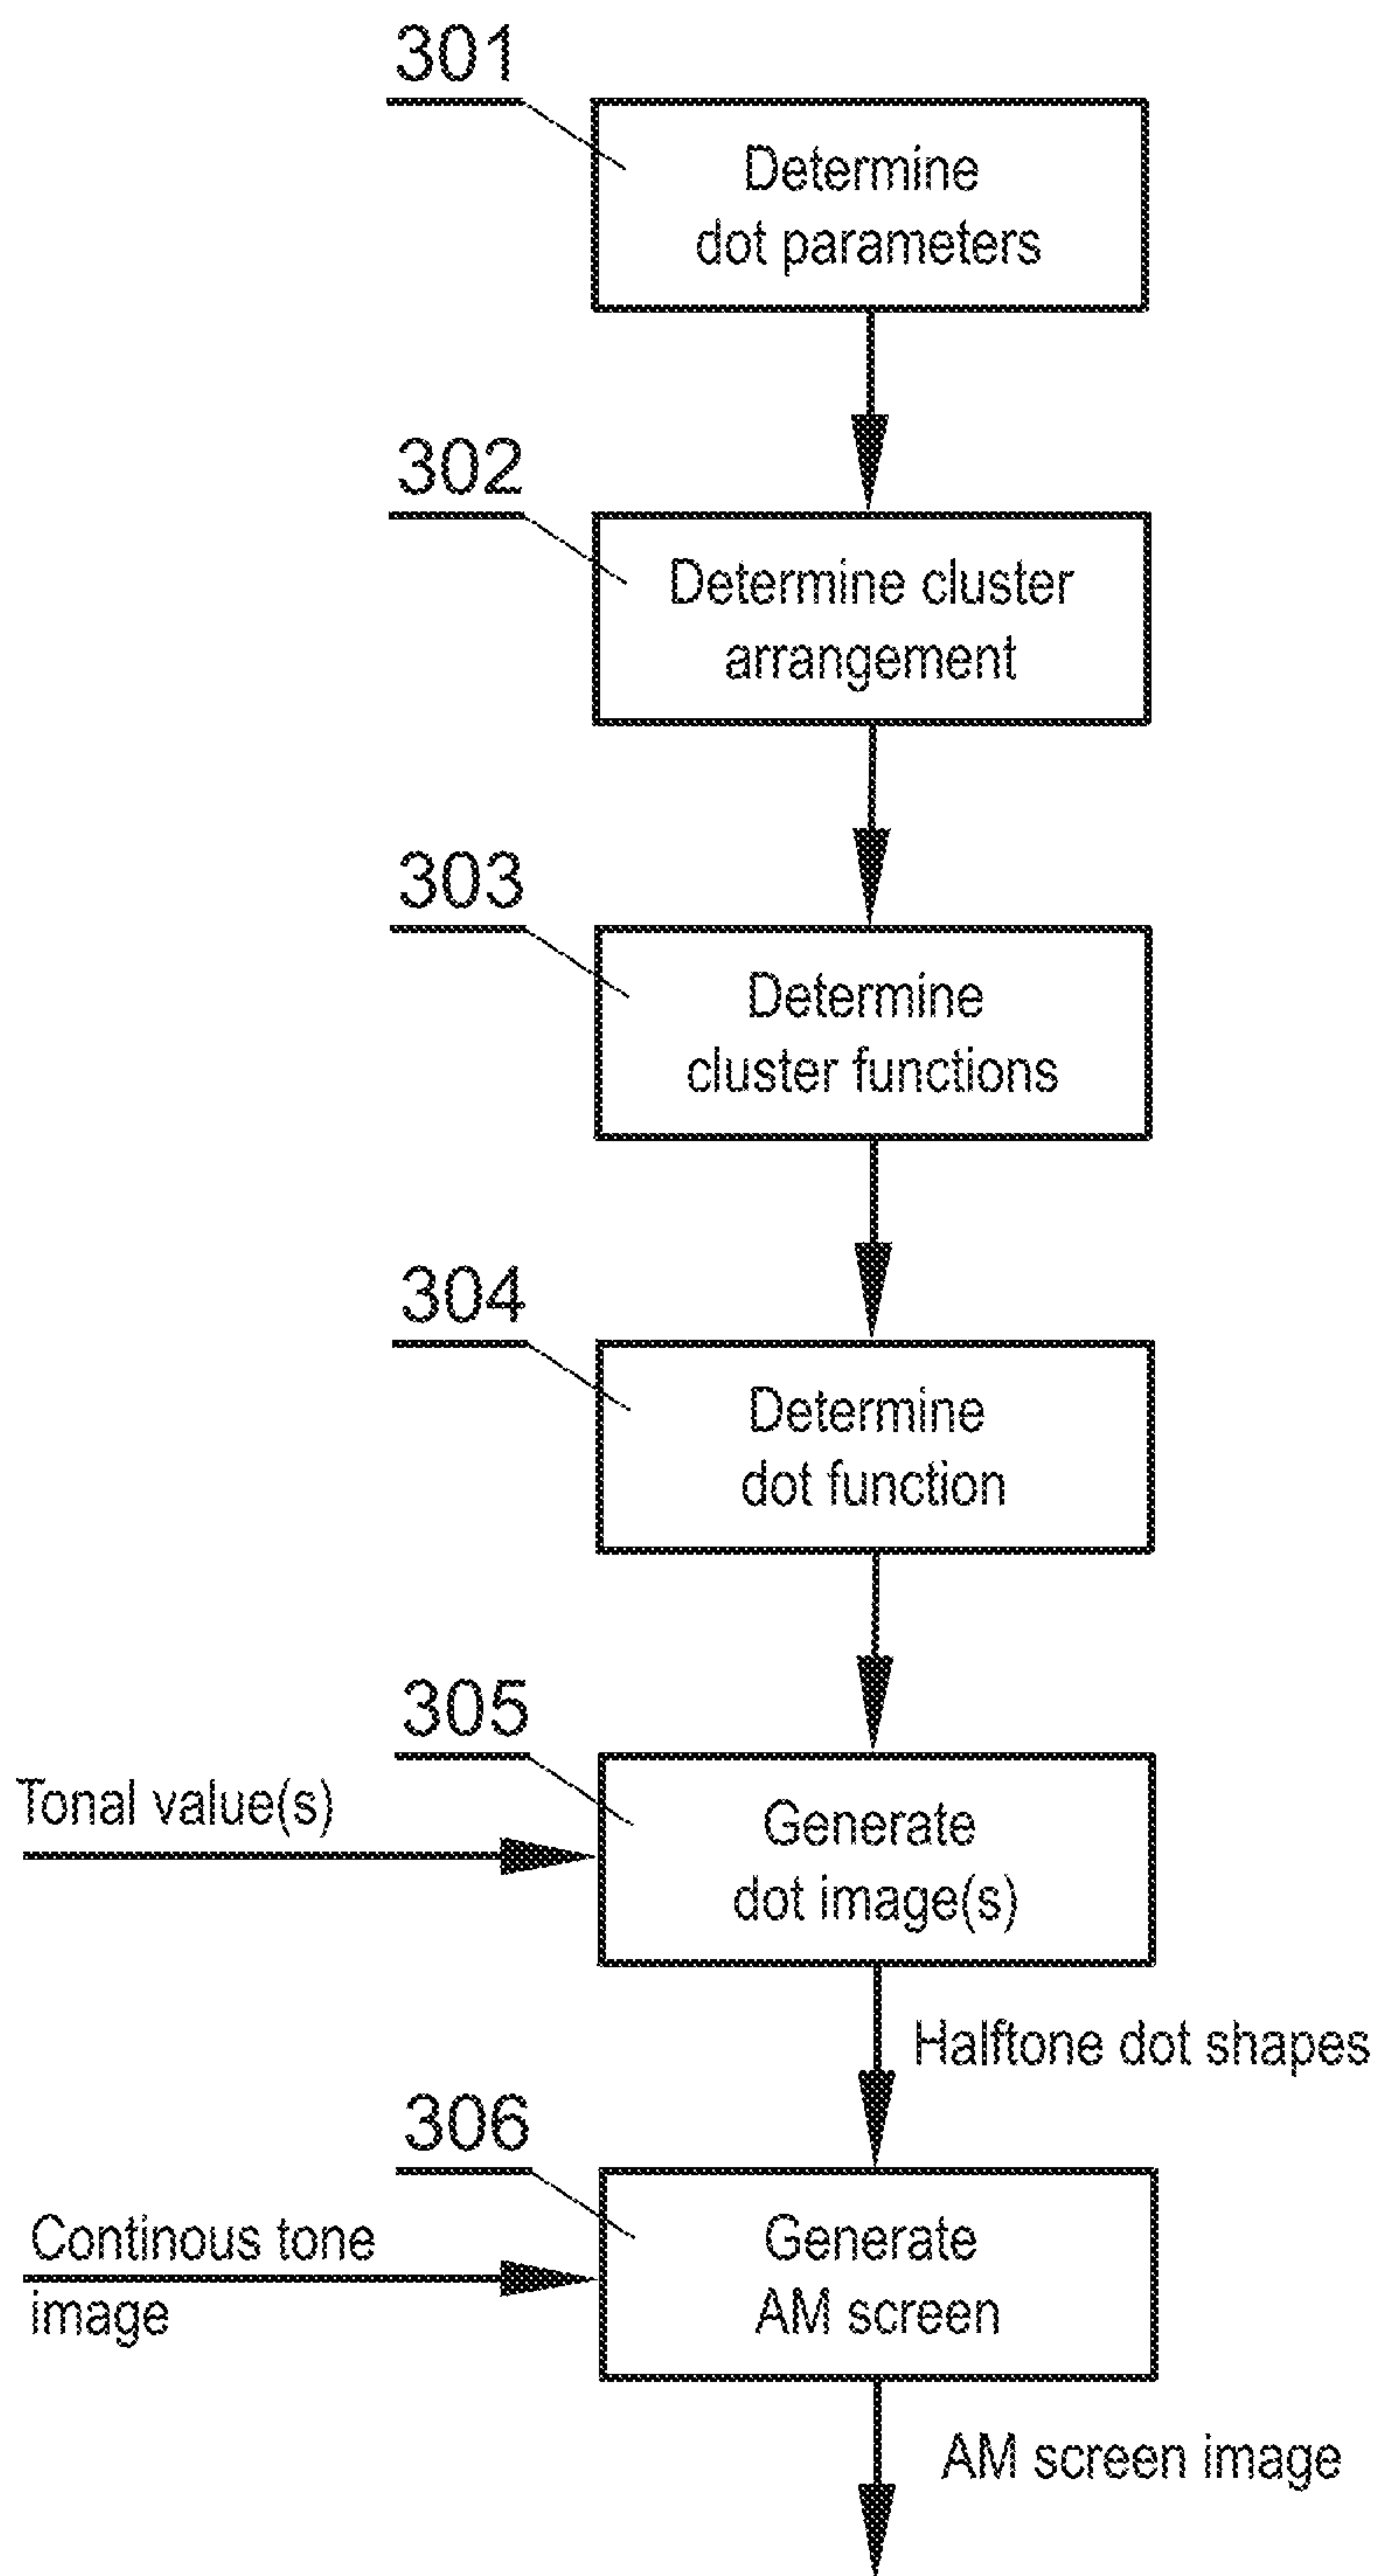 301
Determine
dot parameters
302
Determine cluster
arrangement
303
Determine
cluster functions
304
Determine
dot function
305
Tonal value(s)
Generate
dot image(s)
Halftone dot shapes
306
Continous tone
image
Generate
AM screen
AM screen image